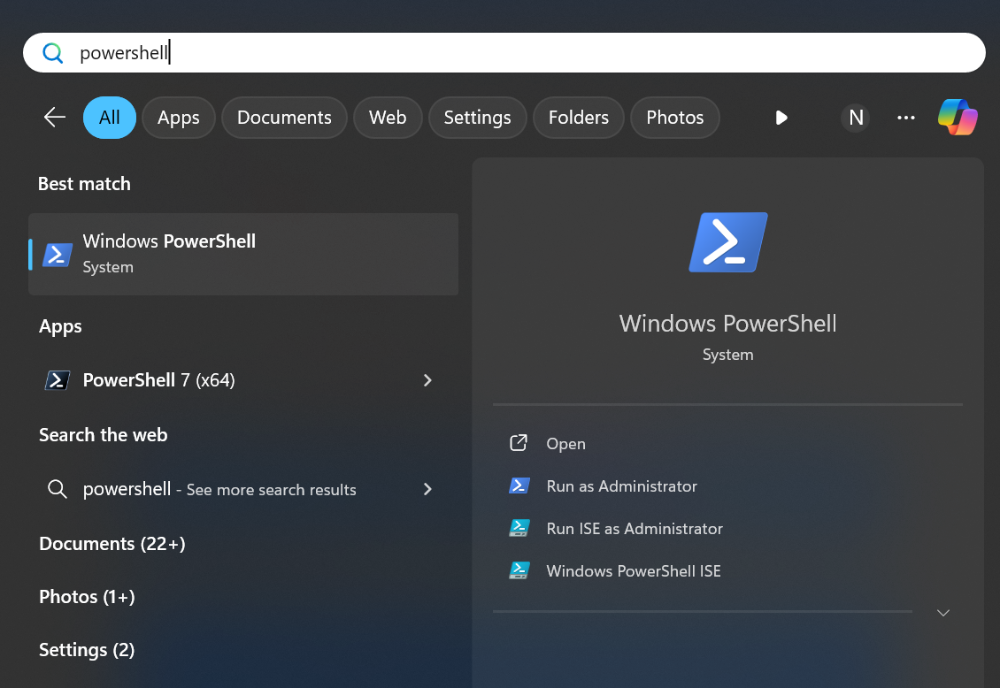 powershell
All
Apps
Documents
Web
Settings
Folders
Photos
N
Best match
Windows PowerShell
System
Apps
PowerShell 7 (x64)
Search the web
powershell - See more search results
Documents (22+)
Photos (1+)
Settings (2)
Windows PowerShell
System
Open
Run as Administrator
Run ISE as Administrator
Windows PowerShell ISE